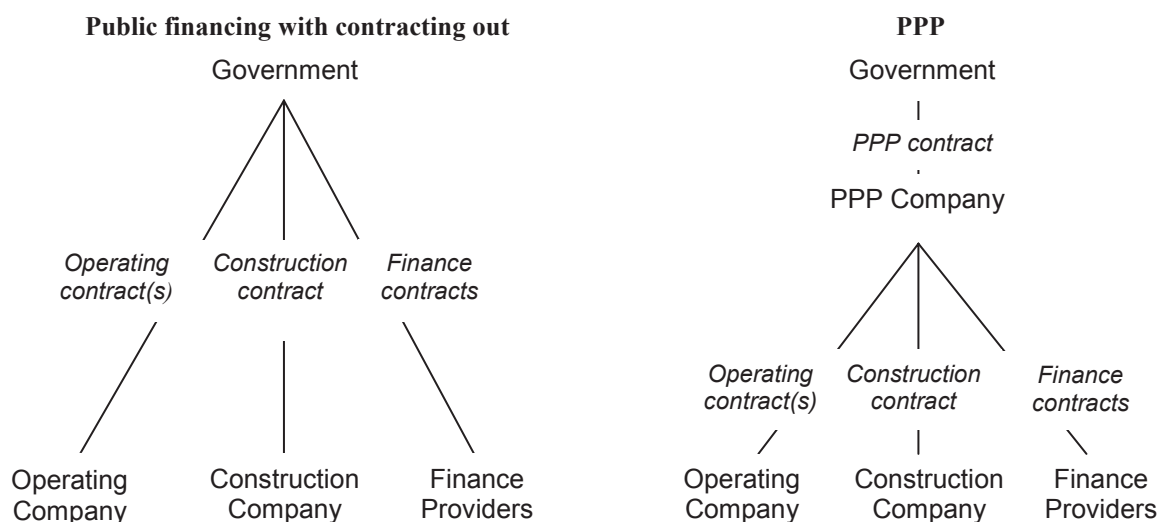 Public financing with contracting out
Government
Operating
contract(s)
Construction
contract
Finance
contracts
Operating
Company
Construction
Company
Finance
Providers
PPP
Government
PPP contract
PPP Company
Operating
contract(s)
Construction
contract
Finance
contracts
Operating
Company
Construction
Company
Finance
Providers